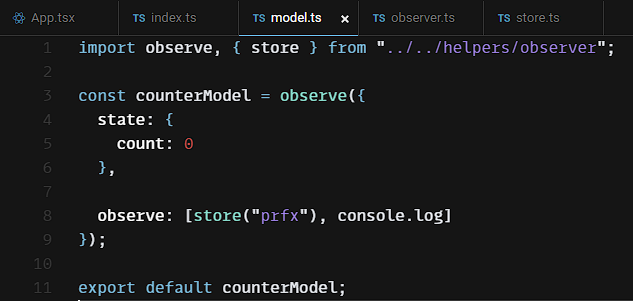 App.tsx TS index.ts TS model.ts × TS observer.ts TS store.ts
1 import observe, { store } from "../../helpers/observer";
2
3 const counterModel = observe({
4 state: {
5 count: 0
6 },
7
8 observe: [store("prfx"), console.log]
9 });
10
11 export default counterModel;